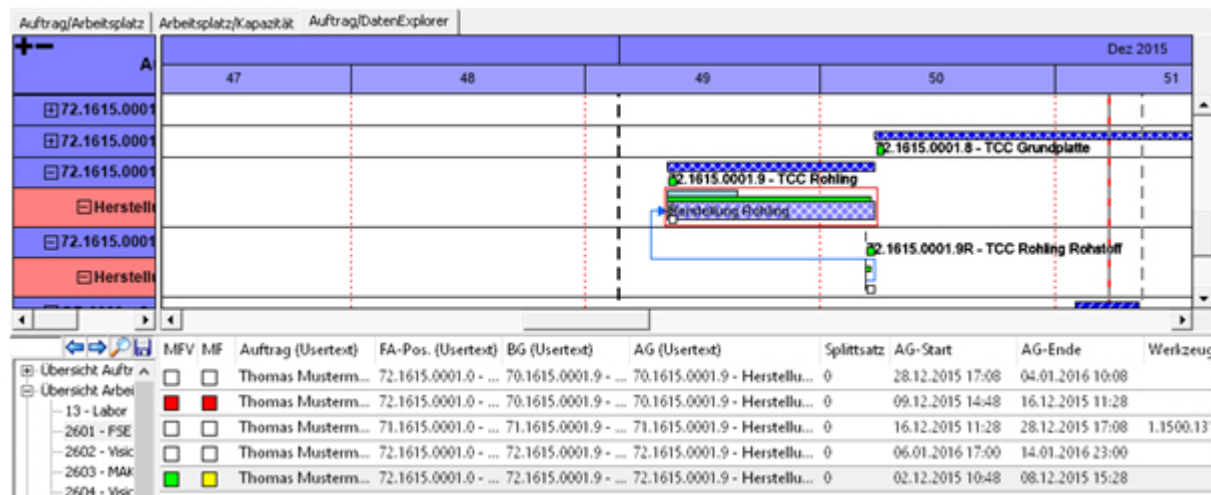 Auftrag/Arbeitsplatz Arbeitsplatz/Kapazität Auftrag/DatenExplorer
Dez 2015
A
47 48 49 50 51
72.1615.0001
72.1615.0001
72.1615.0001.8 - TCC Grundplatte
72.1615.0001
72.1615.0001.9 - TCC Rohling
Herstell
Herstellung Rohling
72.1615.0001
72.1615.0001.9R - TCC Rohling Rohstoff
Herstell
MFV MF Auftrag (Usertext) FA-Pos. (Usertext) BG (Usertext) AG (Usertext) Splittsatz AG-Start AG-Ende Werkzeug
Übersicht Auftr
Übersicht Arbei
13 - Labor
2601 - FSE
2602 - Visic
2603 - MAK
2604 - Visic
Thomas Musterm... 72.1615.0001.0 - ... 70.1615.0001.9 - ... 70.1615.0001.9 - Herstellu... 0 28.12.2015 17:08 04.01.2016 10:08
Thomas Musterm... 72.1615.0001.0 - ... 70.1615.0001.9 - ... 70.1615.0001.9 - Herstellu... 0 09.12.2015 14:48 16.12.2015 11:28
Thomas Musterm... 71.1615.0001.0 - ... 71.1615.0001.9 - ... 71.1615.0001.9 - Herstellu... 0 16.12.2015 11:28 28.12.2015 17:08 1.1500.13
Thomas Musterm... 72.1615.0001.0 - ... 72.1615.0001.9 - ... 72.1615.0001.9 - Herstellu... 0 06.01.2016 17:00 14.01.2016 23:00
Thomas Musterm... 72.1615.0001.0 - ... 72.1615.0001.9 - ... 72.1615.0001.9 - Herstellu... 0 02.12.2015 10:48 08.12.2015 15:28